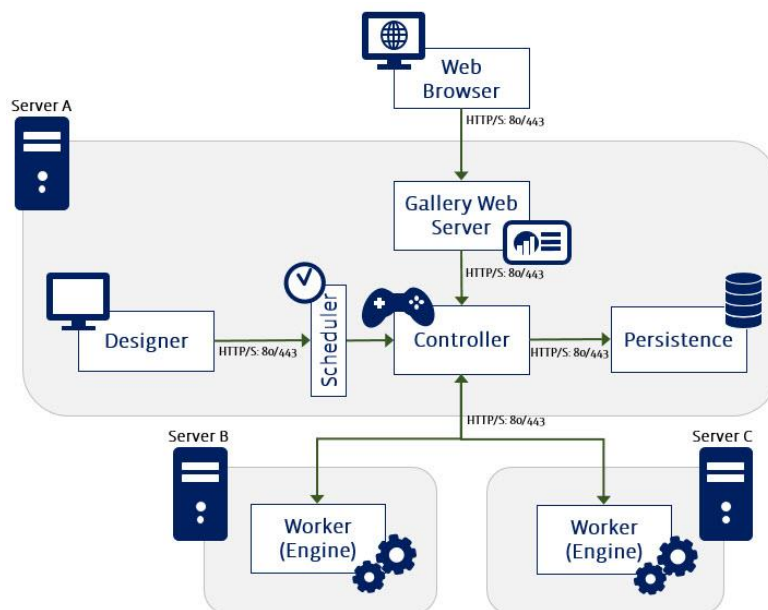 Web
Browser
Server A
HTTP/S: 80/443
Gallery Web
Server
HTTP/S: 80/443
Designer
HTTP/S: 80/443
Scheduler
Controller
HTTP/S: 80/443
Persistence
HTTP/S: 80/443
Server B
Server C
Worker
(Engine)
Worker
(Engine)